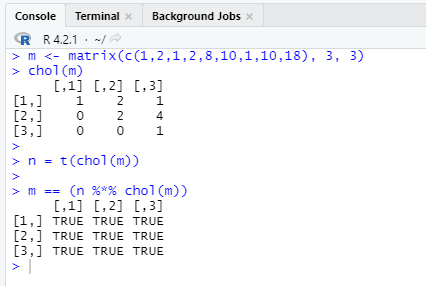 Console Terminal × Background Jobs ×
R R 4.2.1 · ~/
> m <- matrix(c(1,2,1,2,8,10,1,10,18), 3, 3)
> chol(m)
     [,1] [,2] [,3]
[1,]    1    2    1
[2,]    0    2    4
[3,]    0    0    1
>
> n = t(chol(m))
>
> m == (n %*% chol(m))
     [,1] [,2] [,3]
[1,] TRUE TRUE TRUE
[2,] TRUE TRUE TRUE
[3,] TRUE TRUE TRUE
>